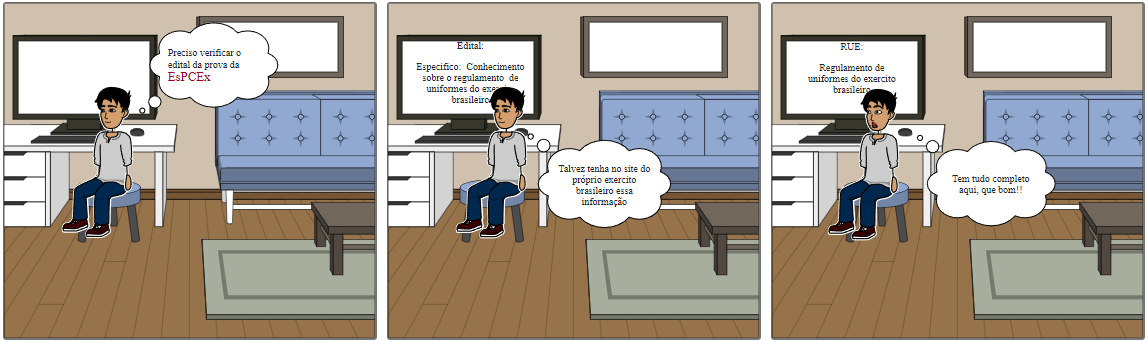 Preciso verificar o
edital da prova da
EsPCEx
Edital:
Especifico: Conhecimento
sobre o regulamento de
uniformes do exercito
brasileiro
Talvez tenha no site do
próprio exercito
brasileiro essa
informação
RUE:
Regulamento de
uniformes do exercito
brasileiro
Tem tudo completo
aqui, que bom!!